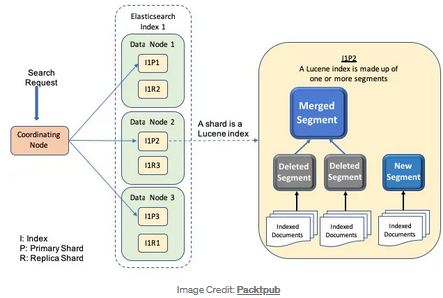 Elasticsearch
Index 1
Data Node 1
I1P1
I1R2
Data Node 2
I1P2
I1R3
Data Node 3
I1P3
I1R1
Search
Request
Coordinating
Node
I: Index
P: Primary Shard
R: Replica Shard
A shard is a
Lucene index
I1P2
A Lucene index is made up of
one or more segments
Merged
Segment
Deleted
Segment
Deleted
Segment
New
Segment
Indexed
Documents
Indexed
Documents
Indexed
Documents
Image Credit: Packtpub